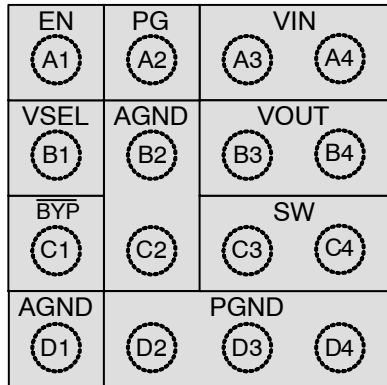 EN PG VIN
A1 A2 A3 A4
VSEL AGND VOUT
B1 B2 B3 B4
BYP SW
C1 C2 C3 C4
AGND PGND
D1 D2 D3 D4